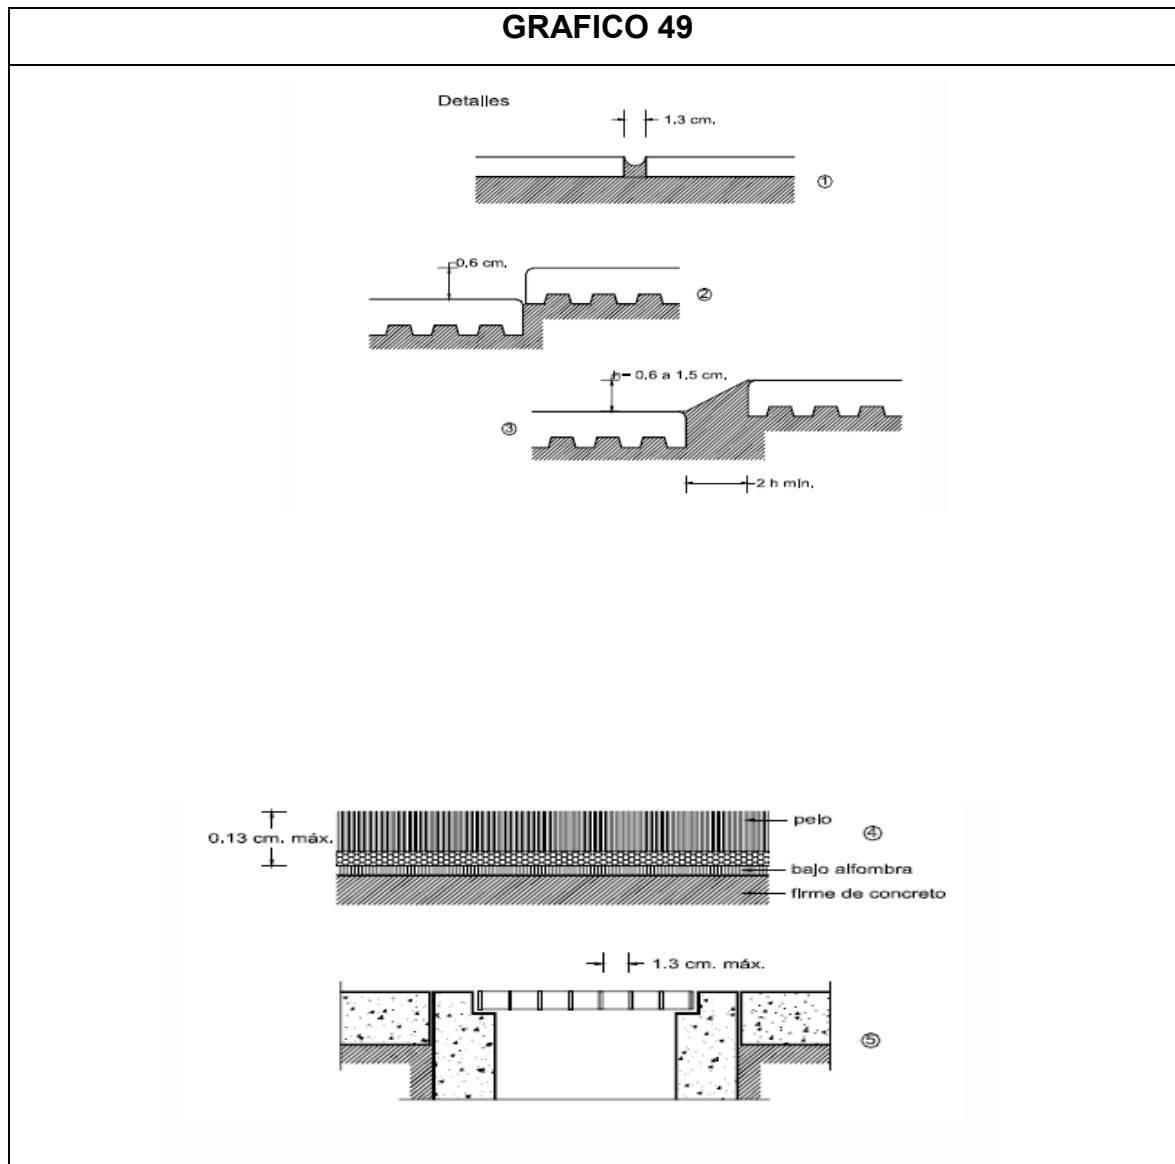 GRAFICO 49
Detalles
1.3 cm.
①
0.6 cm.
②
h= 0.6 a 1.5 cm.
③
2 h mín.
pelo
④
0.13 cm. máx.
bajo alfombra
firme de concreto
1.3 cm. máx.
⑤